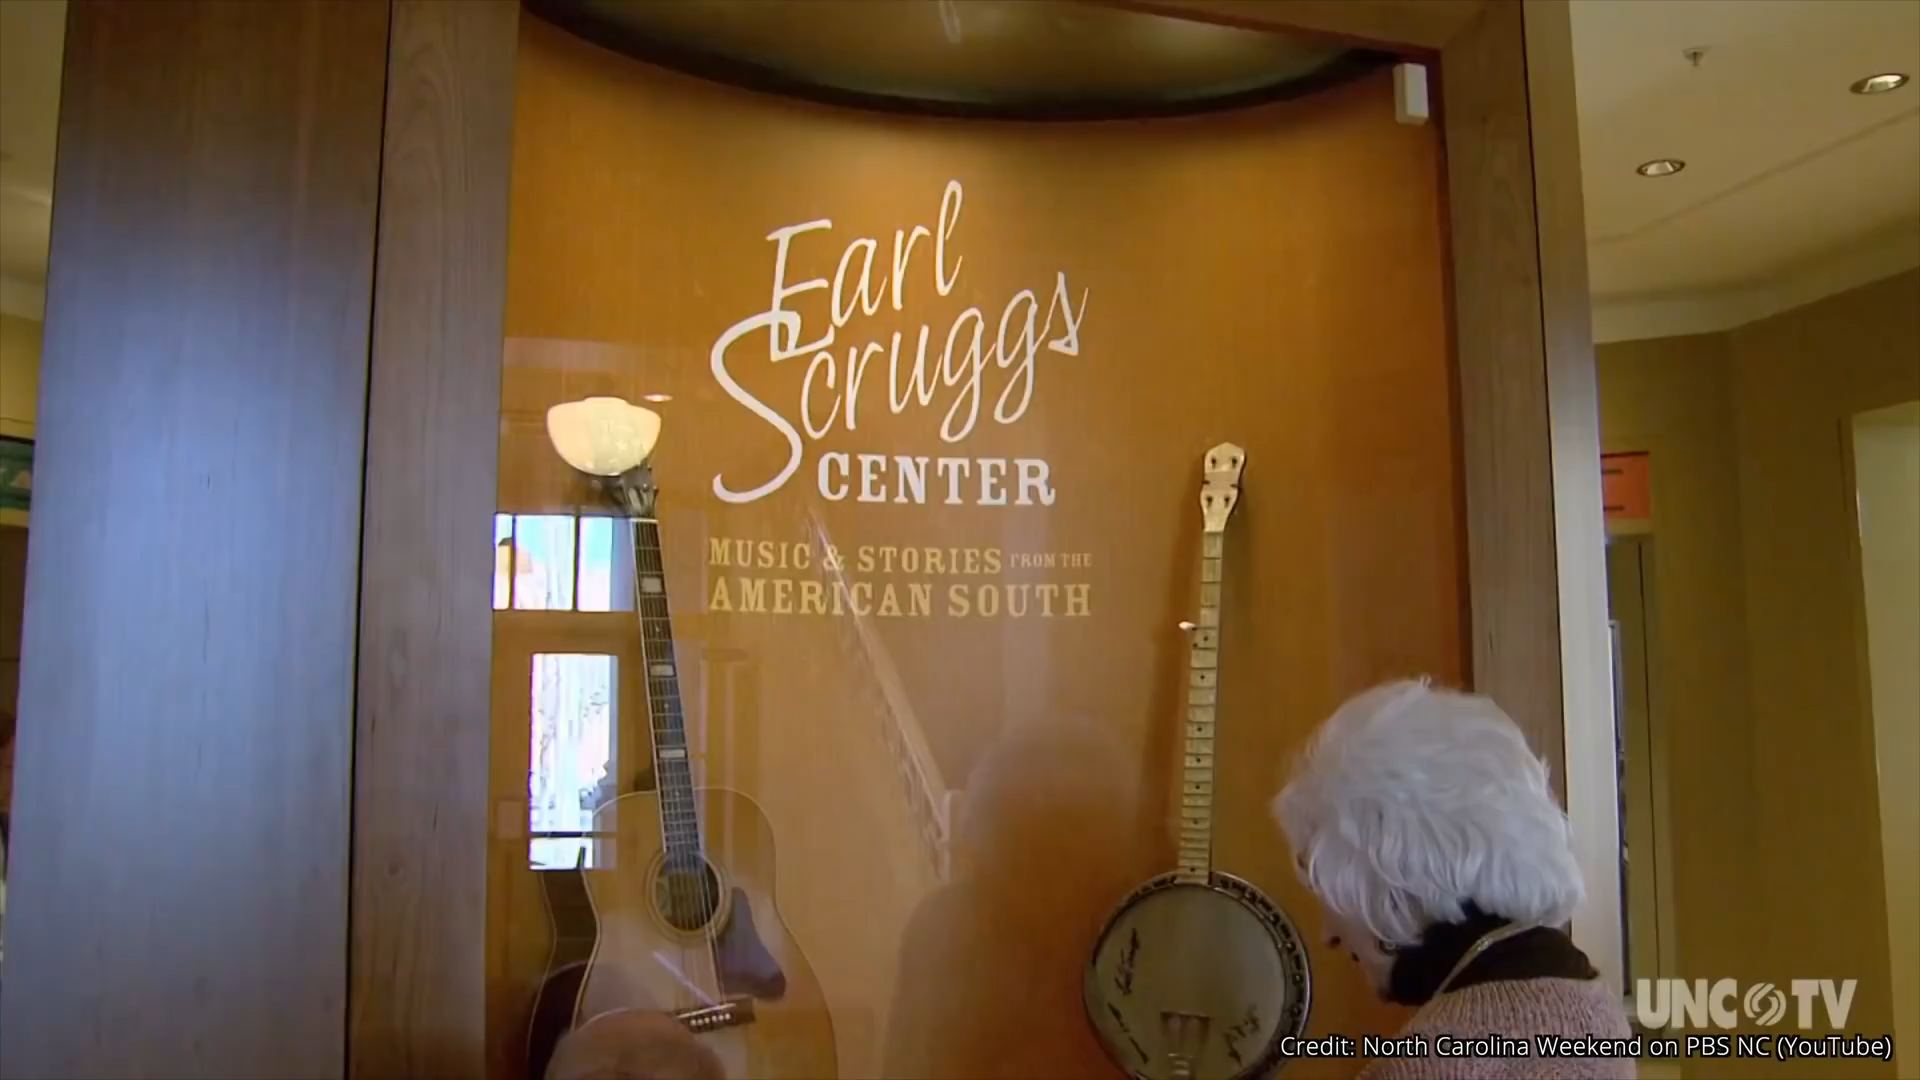 Earl
Scruggs
CENTER
MUSIC & STORIES FROM THE
AMERICAN SOUTH
UNC TV
Credit: North Carolina Weekend on PBS NC (YouTube)